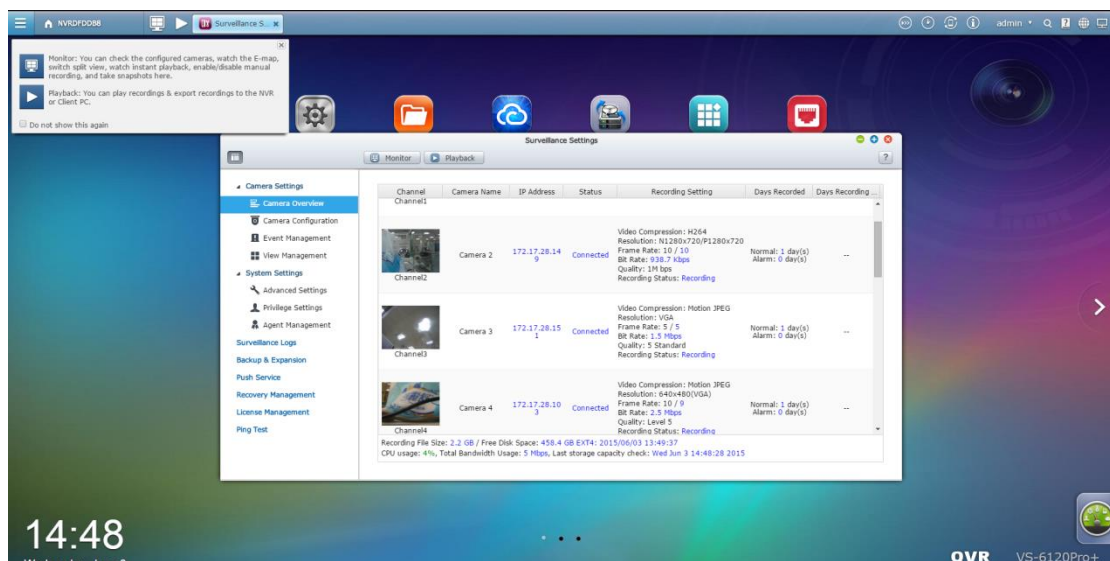 NVRDFDDBB
Surveillance S... x
admin
Monitor: You can check the configured cameras, watch the E-map,
switch split view, watch instant playback, enable/disable manual
recording, and take snapshots here.
Playback: You can play recordings & export recordings to the NVR
or Client PC.
Do not show this again
Surveillance Settings
Monitor
Playback
?
Camera Settings
Camera Overview
Camera Configuration
Event Management
View Management
System Settings
Advanced Settings
Privilege Settings
Agent Management
Surveillance Logs
Backup & Expansion
Push Service
Recovery Management
License Management
Ping Test
Channel Camera Name IP Address Status Recording Setting Days Recorded Days Recording...
Channel1
Channel2
Camera 2
172.17.28.14
9
Connected
Video Compression: H264
Resolution: N1280x720/P1280x720
Frame Rate: 10 / 10
Bit Rate: 938.7 Kbps
Quality: 1M bps
Recording Status: Recording
Normal: 1 day(s)
Alarm: 0 day(s)
--
Channel3
Camera 3
172.17.28.15
1
Connected
Video Compression: Motion JPEG
Resolution: VGA
Frame Rate: 5 / 5
Bit Rate: 1.5 Mbps
Quality: 5 Standard
Recording Status: Recording
Normal: 1 day(s)
Alarm: 0 day(s)
--
Channel4
Camera 4
172.17.28.10
3
Connected
Video Compression: Motion JPEG
Resolution: 640x480(VGA)
Frame Rate: 10 / 9
Bit Rate: 2.5 Mbps
Quality: Level 5
Recording Status: Recording
Normal: 1 day(s)
Alarm: 0 day(s)
--
Recording File Size: 2.2 GB / Free Disk Space: 458.4 GB EXT4: 2015/06/03 13:49:37
CPU usage: 4%, Total Bandwidth Usage: 5 Mbps, Last storage capacity check: Wed Jun 3 14:48:28 2015
14:48
QVR VS-6120Pro+